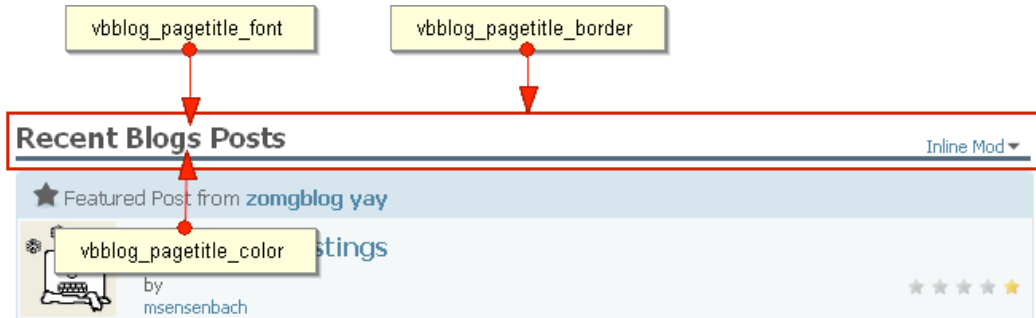 vbblog_pagetitle_font
vbblog_pagetitle_border
Recent Blogs Posts
Inline Mod
Featured Post from zomgblog yay
vbblog_pagetitle_color
stings
by
msensenbach